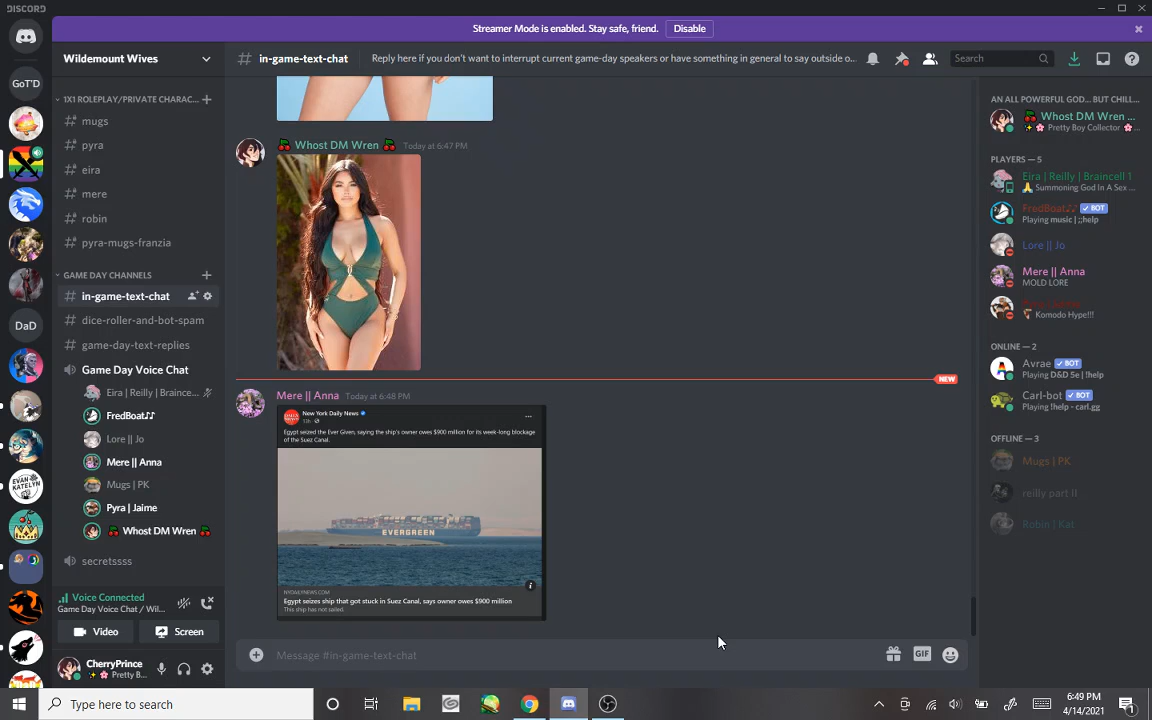 DISCORD
Streamer Mode is enabled. Stay safe, friend.
Disable
GoT'D
DaD
EVAN
KATELYN
Wildemount Wives
1X1 ROLEPLAY/PRIVATE CHARAC...
# mugs
# pyra
# eira
# mere
# robin
# pyra-mugs-franzia
GAME DAY CHANNELS
# in-game-text-chat
# dice-roller-and-bot-spam
# game-day-text-replies
Game Day Voice Chat
Eira | Reilly | Braince...
FredBoat♪♪
Lore || Jo
Mere || Anna
Mugs | PK
Pyra | Jaime
🍒 Whost DM Wren 🍒
secretssss
Voice Connected
Game Day Voice Chat / Wil...
Video
Screen
CherryPrince
✨🌸 Pretty B...
# in-game-text-chat
Reply here if you don't want to interrupt current game-day speakers or have something in general to say outside o...
Search
🍒 Whost DM Wren 🍒 Today at 6:47 PM
NEW
Mere || Anna Today at 6:48 PM
DAILY NEWS
New York Daily News
Egypt seized the Ever Given, saying the ship's owner owes $900 million for its week-long blockage
of the Suez Canal.
EVERGREEN
NYDAILYNEWS.COM
Egypt seizes ship that got stuck in Suez Canal, says owner owes $900 million
This ship has not sailed.
Message #in-game-text-chat
GIF
AN ALL POWERFUL GOD... BUT CHILL...
🍒 Whost DM Wren ...
✨🌸 Pretty Boy Collector 🌸...
PLAYERS — 5
Eira | Reilly | Braincell 1
🙏 Summoning God In A Sex ...
FredBoat♪♪ ✓ BOT
Playing music | ;;help
Lore || Jo
Mere || Anna
MOLD LORE
Pyra | Jaime
Komodo Hype!!!
ONLINE — 2
Avrae ✓ BOT
Playing D&D 5e | !help
Carl-bot ✓ BOT
Playing !help - carl.gg
OFFLINE — 3
Mugs | PK
reilly part II
Robin | Kat
Type here to search
6:49 PM
4/14/2021
1